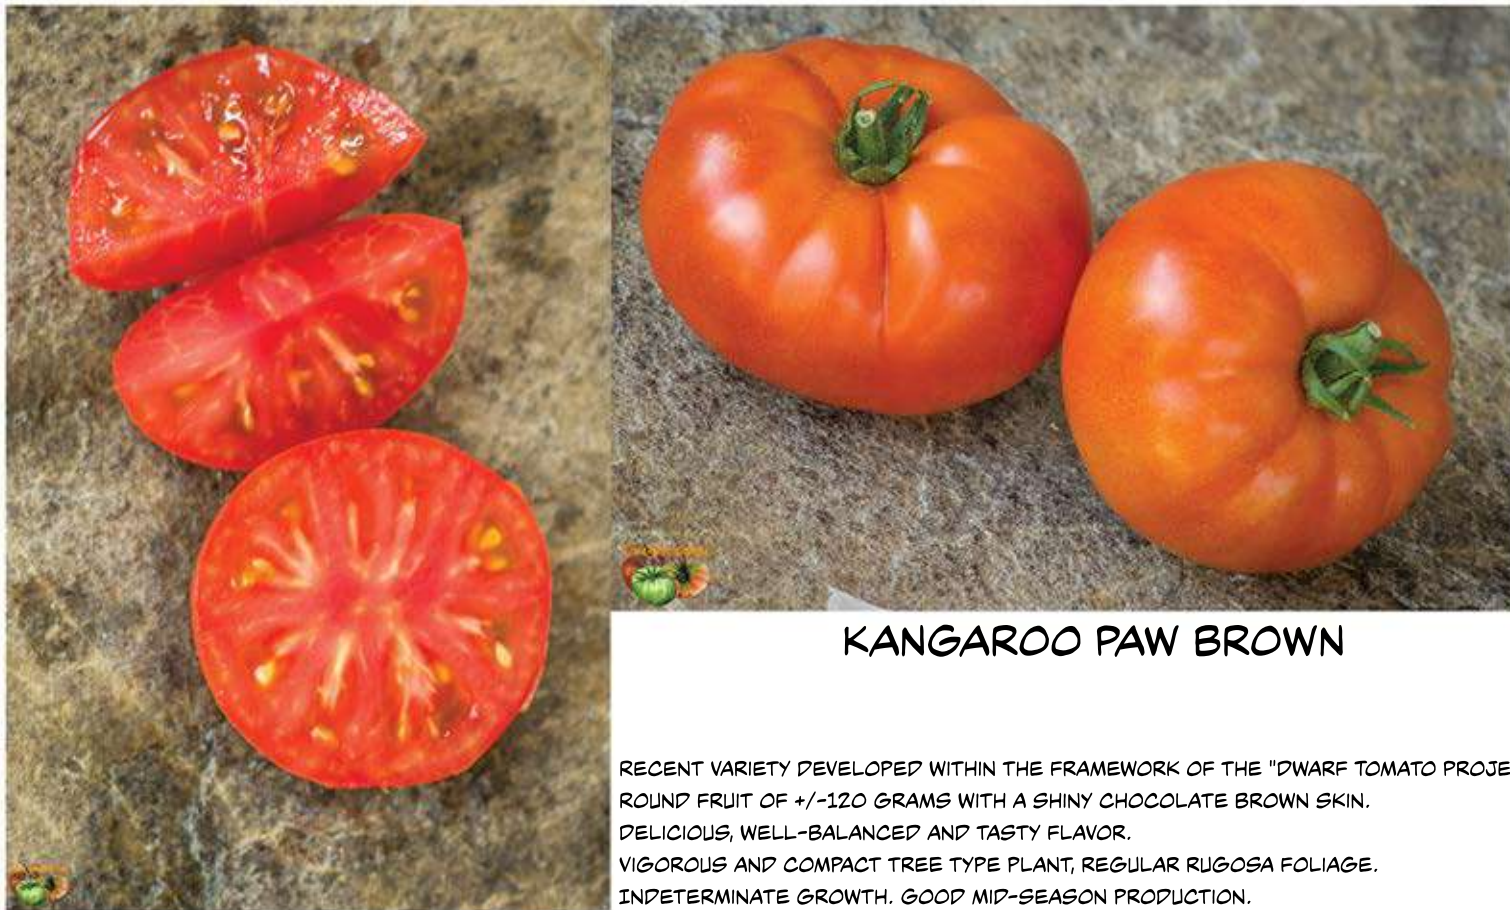 KANGAROO PAW BROWN
RECENT VARIETY DEVELOPED WITHIN THE FRAMEWORK OF THE "DWARF TOMATO PROJE
ROUND FRUIT OF +/-120 GRAMS WITH A SHINY CHOCOLATE BROWN SKIN.
DELICIOUS, WELL-BALANCED AND TASTY FLAVOR.
VIGOROUS AND COMPACT TREE TYPE PLANT, REGULAR RUGOSA FOLIAGE.
INDETERMINATE GROWTH. GOOD MID-SEASON PRODUCTION.